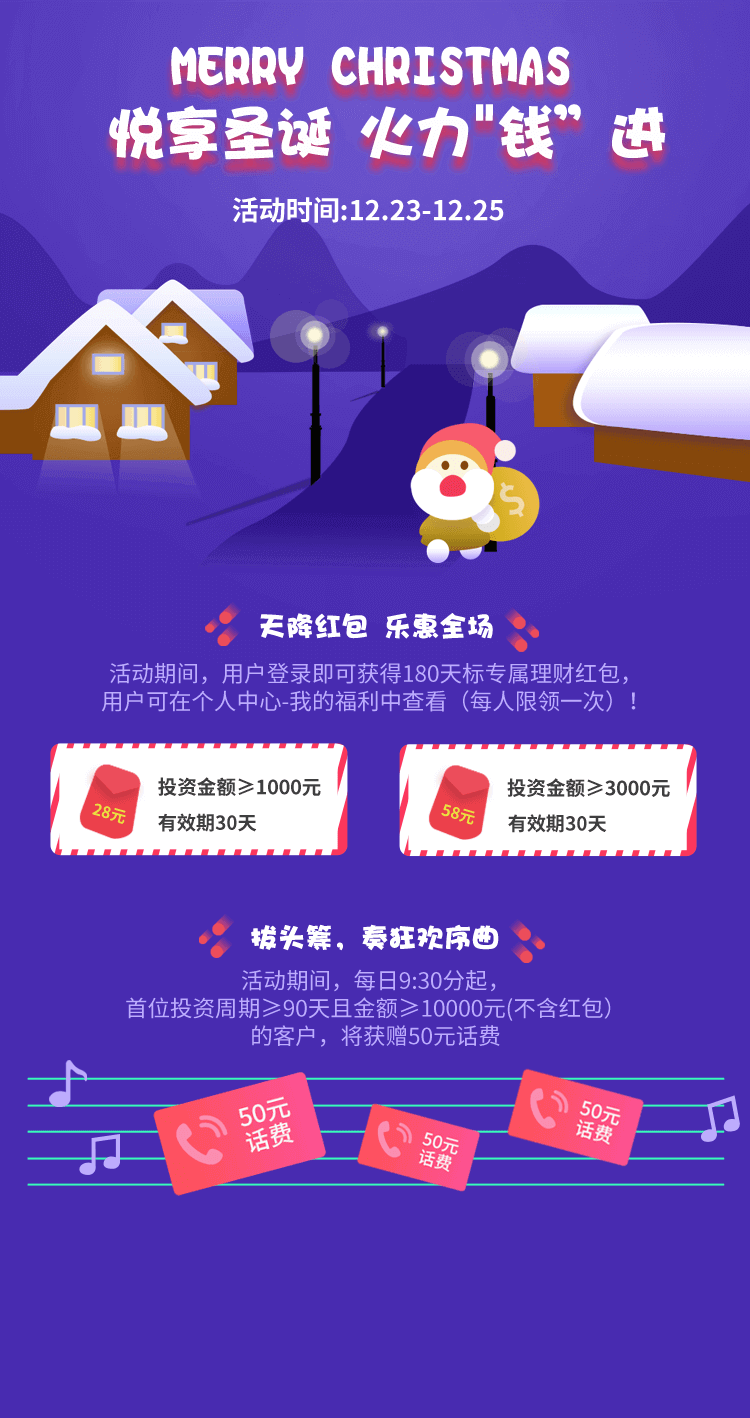 MERRY CHRISTMAS
悦享圣诞 火力"钱” 进
活动时间:12.23-12.25
$
天降红包 乐惠全场
活动期间，用户登录即可获得180天标专属理财红包，
用户可在个人中心-我的福利中查看（每人限领一次）！
28元
投资金额≥1000元
有效期30天
58元
投资金额≥3000元
有效期30天
拔头筹，奏狂欢序曲
活动期间，每日9:30分起，
首位投资周期≥90天且金额≥10000元(不含红包）
的客户，将获赠50元话费
50元
话费
50元
话费
50元
话费